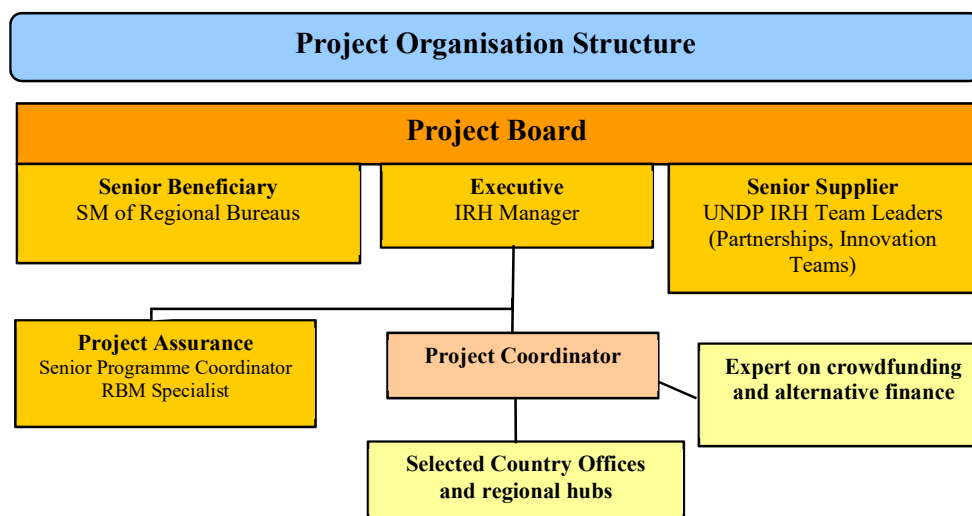 Project Organisation Structure
Project Board
Senior Beneficiary
SM of Regional Bureaus
Executive
IRH Manager
Senior Supplier
UNDP IRH Team Leaders
(Partnerships, Innovation
Teams)
Project Assurance
Senior Programme Coordinator
RBM Specialist
Project Coordinator
Expert on crowdfunding
and alternative finance
Selected Country Offices
and regional hubs